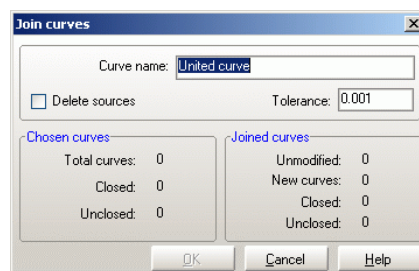 Join curves
Curve name: United curve
Delete sources Tolerance: 0.001
Chosen curves
Total curves: 0
Closed: 0
Unclosed: 0
Joined curves
Unmodified: 0
New curves: 0
Closed: 0
Unclosed: 0
OK Cancel Help